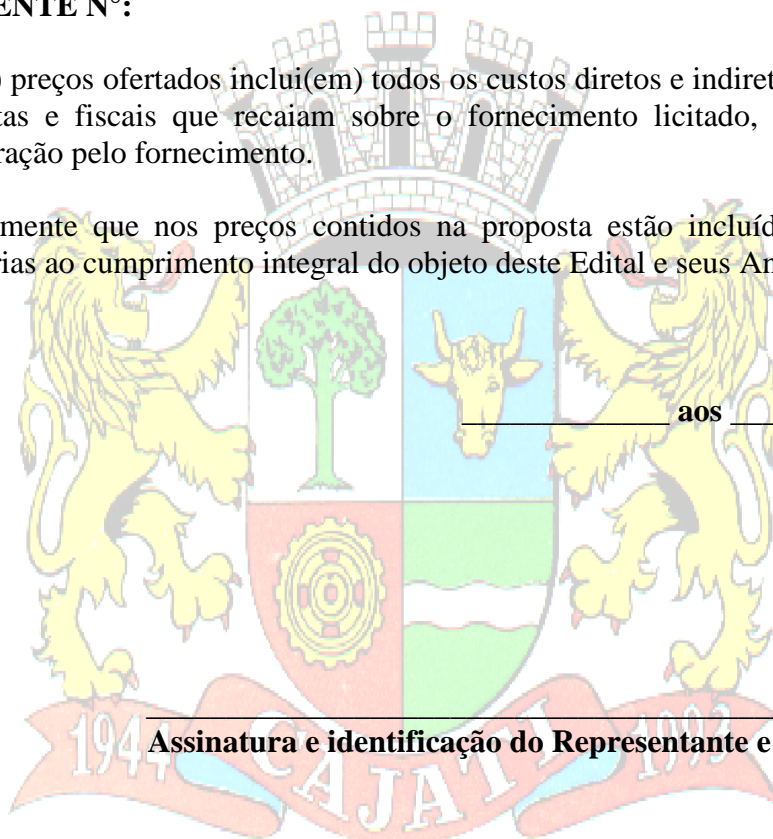 ENTE N°:
) preços ofertados inclui(em) todos os custos diretos e indiret
tas e fiscais que recaiam sobre o fornecimento licitado,
ração pelo fornecimento.
mente que nos preços contidos na proposta estão incluíd
rias ao cumprimento integral do objeto deste Edital e seus An
_____________ aos ___
Assinatura e identificação do Representante e
1944 CAJATI 1993